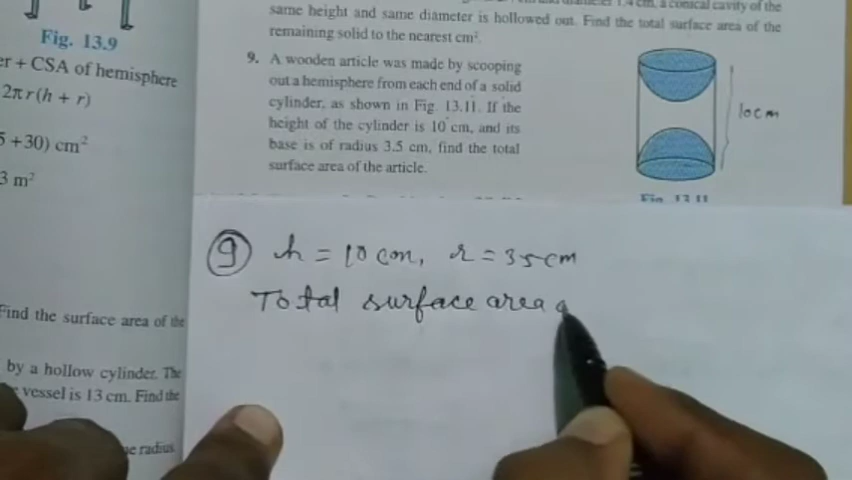 same height and same diameter is hollowed out. Find the total surface area of the
remaining solid to the nearest cm².
Fig. 13.9
+ CSA of hemisphere
2πr(h + r)
+30) cm²
3 m²
9. A wooden article was made by scooping
out a hemisphere from each end of a solid
cylinder, as shown in Fig. 13.11. If the
height of the cylinder is 10 cm, and its
base is of radius 3.5 cm, find the total
surface area of the article.
10cm
Fig. 13.11
9 h = 10 cm, r = 35cm
Total surface area
Find the surface area of the
by a hollow cylinder. The
vessel is 13 cm. Find the
radius